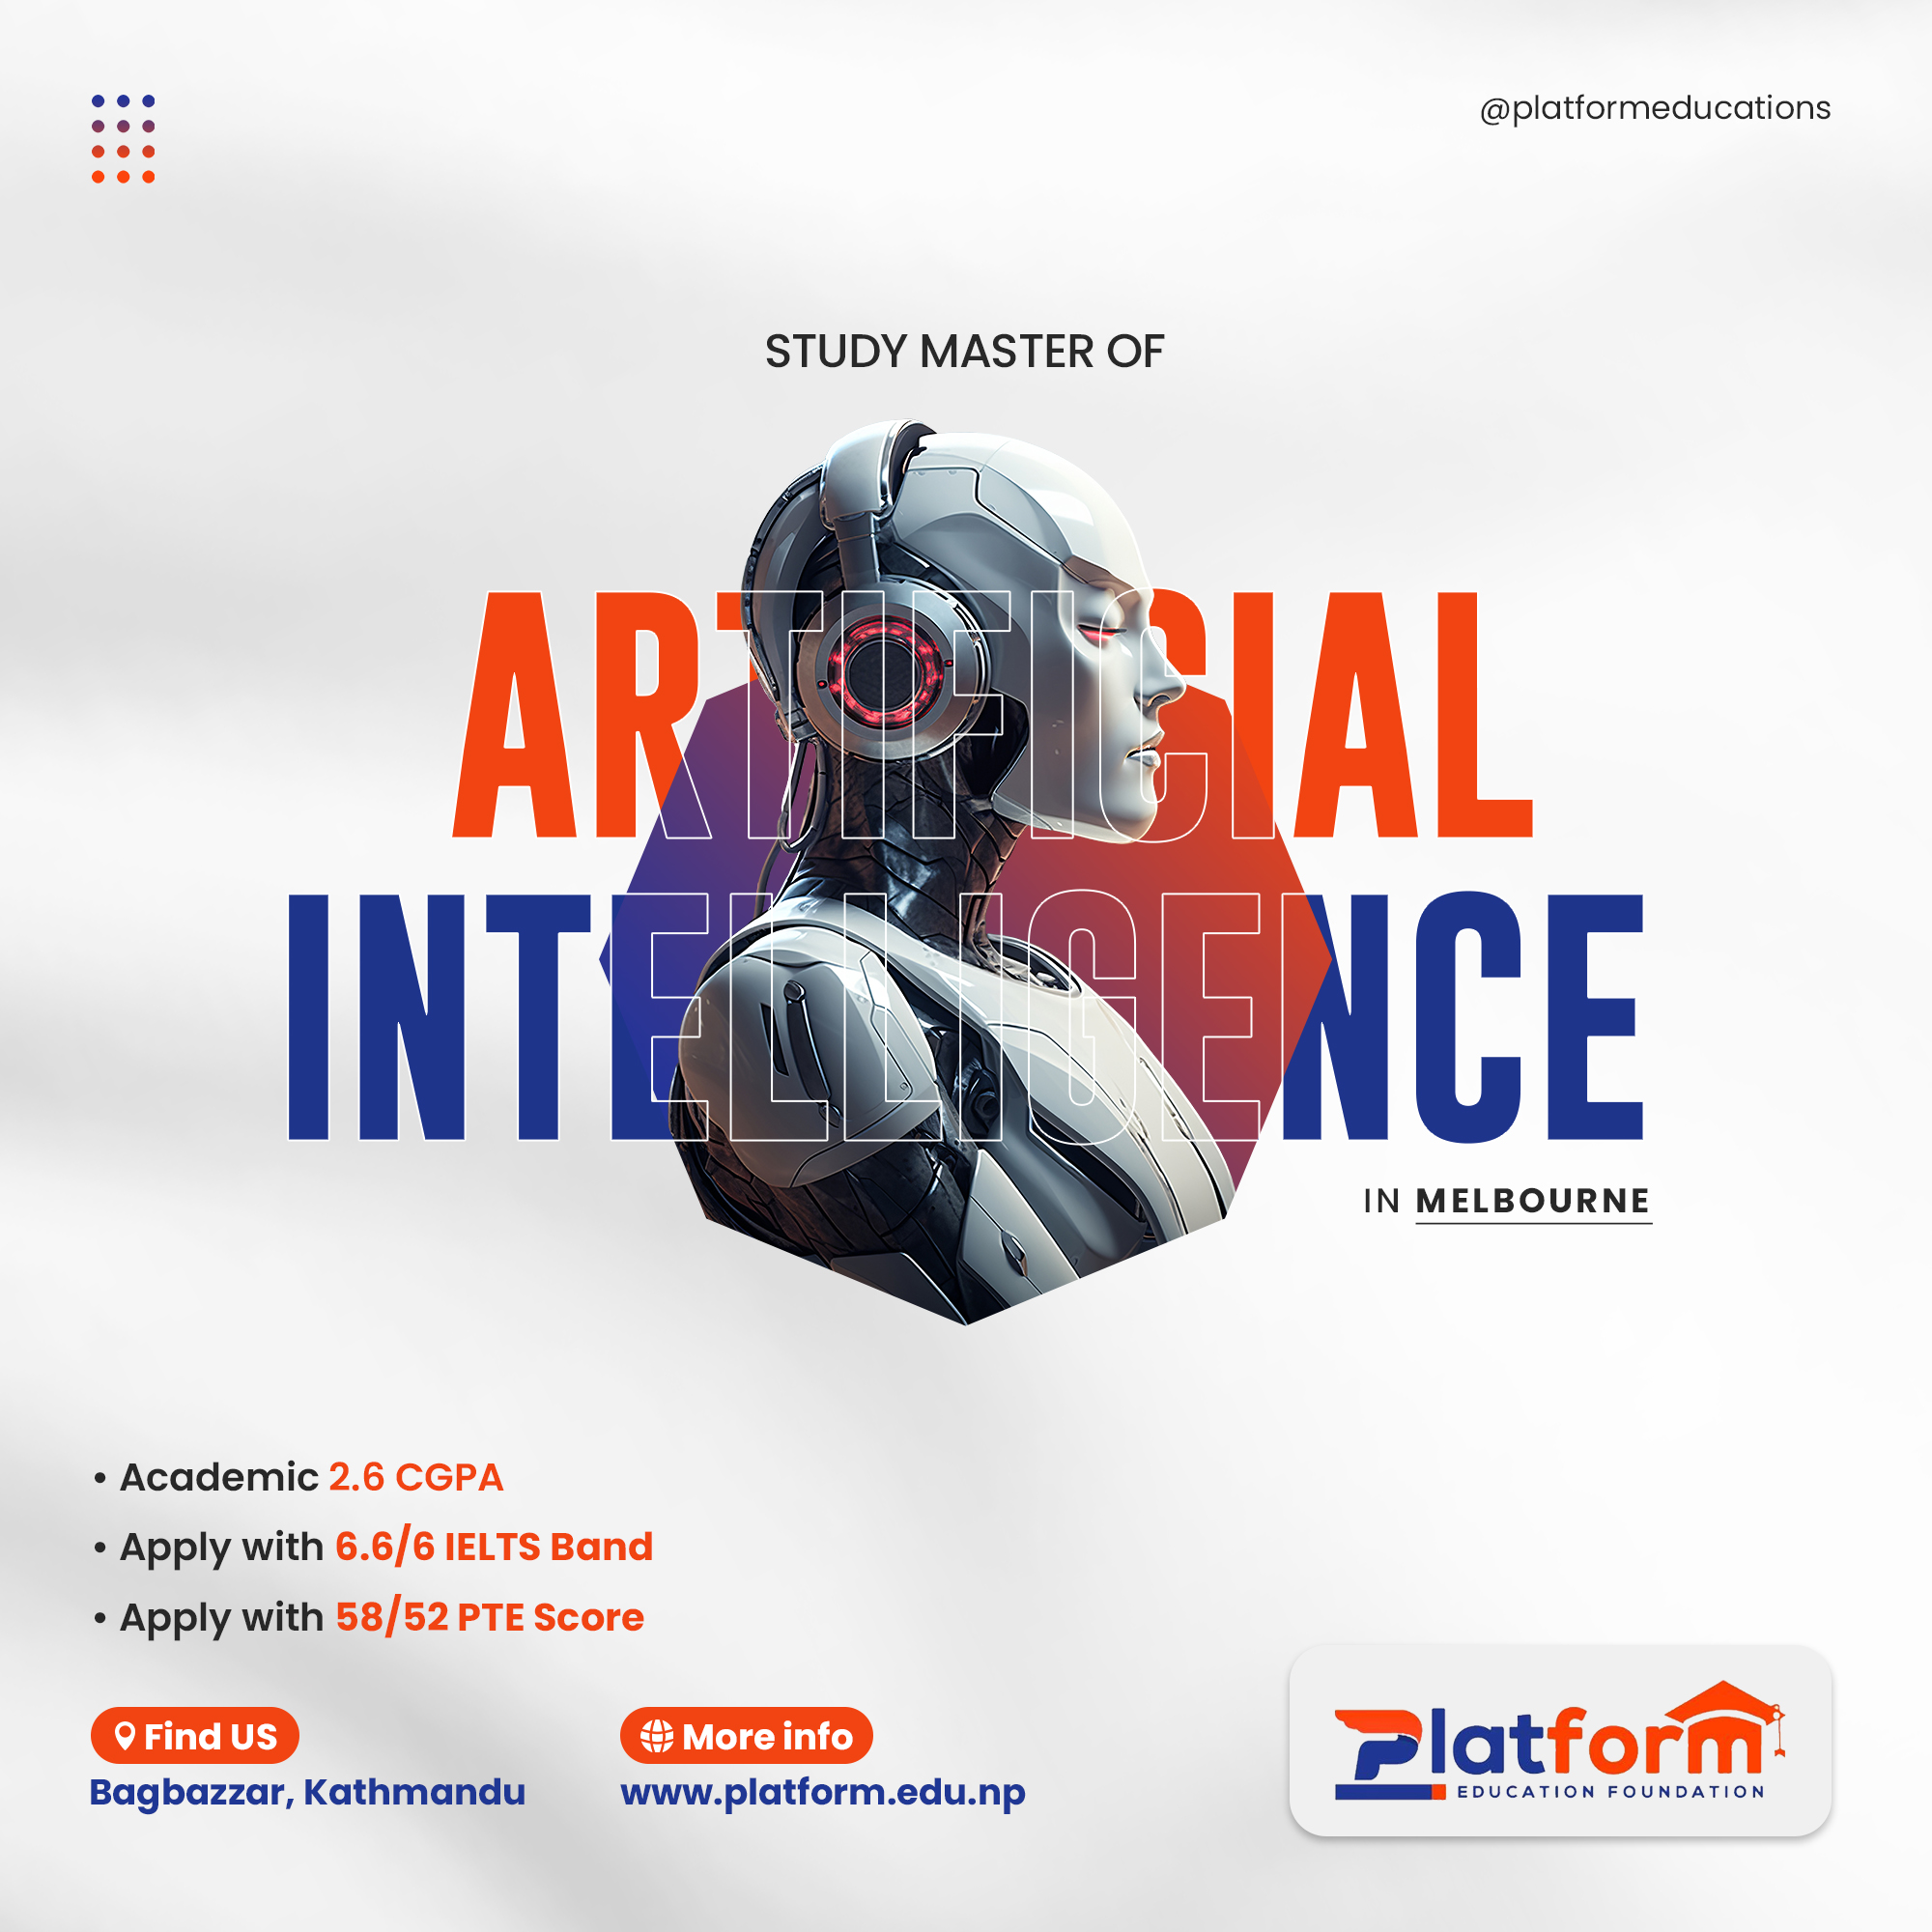 @platformeducations
STUDY MASTER OF
ARTIFICIAL
INTELLIGENCE
IN MELBOURNE
• Academic 2.6 CGPA
• Apply with 6.6/6 IELTS Band
• Apply with 58/52 PTE Score
Find US
Bagbazzar, Kathmandu
More info
www.platform.edu.np
Platform
EDUCATION FOUNDATION